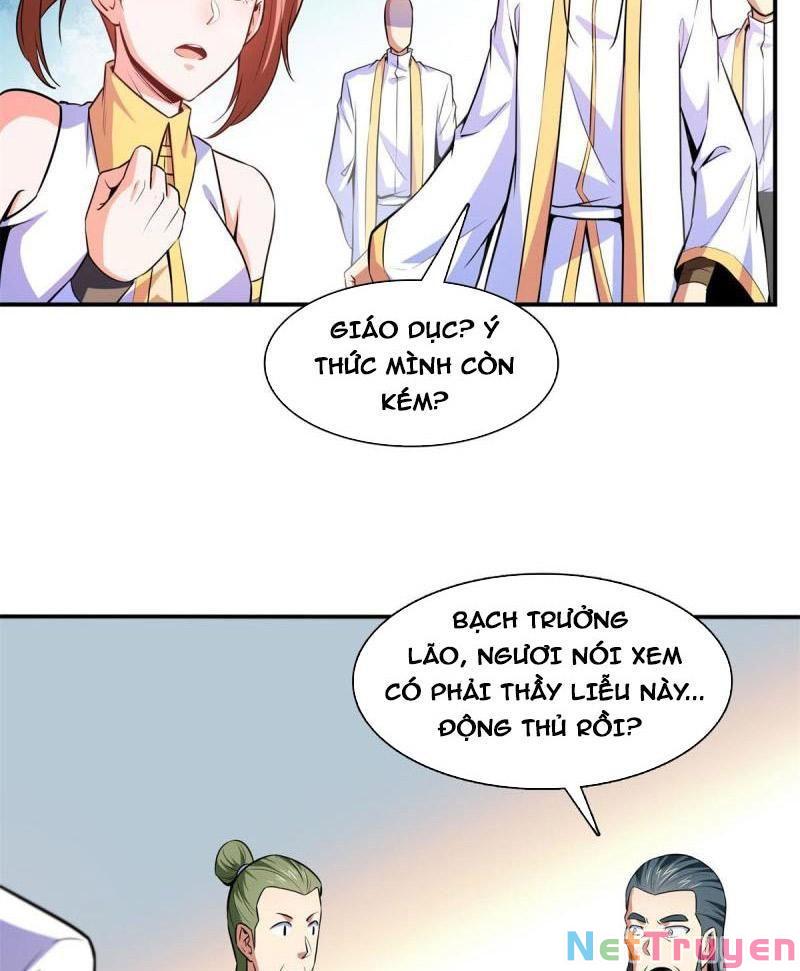 GIÁO DỤC? Ý
THỨC MÌNH CÒN
KÉM?
BẠCH TRƯỞNG
LÃO, NGƯƠI NÓI XEM
CÓ PHẢI THẦY LIỄU NÀY...
ĐỘNG THỦ RỒI?
NetTruyen